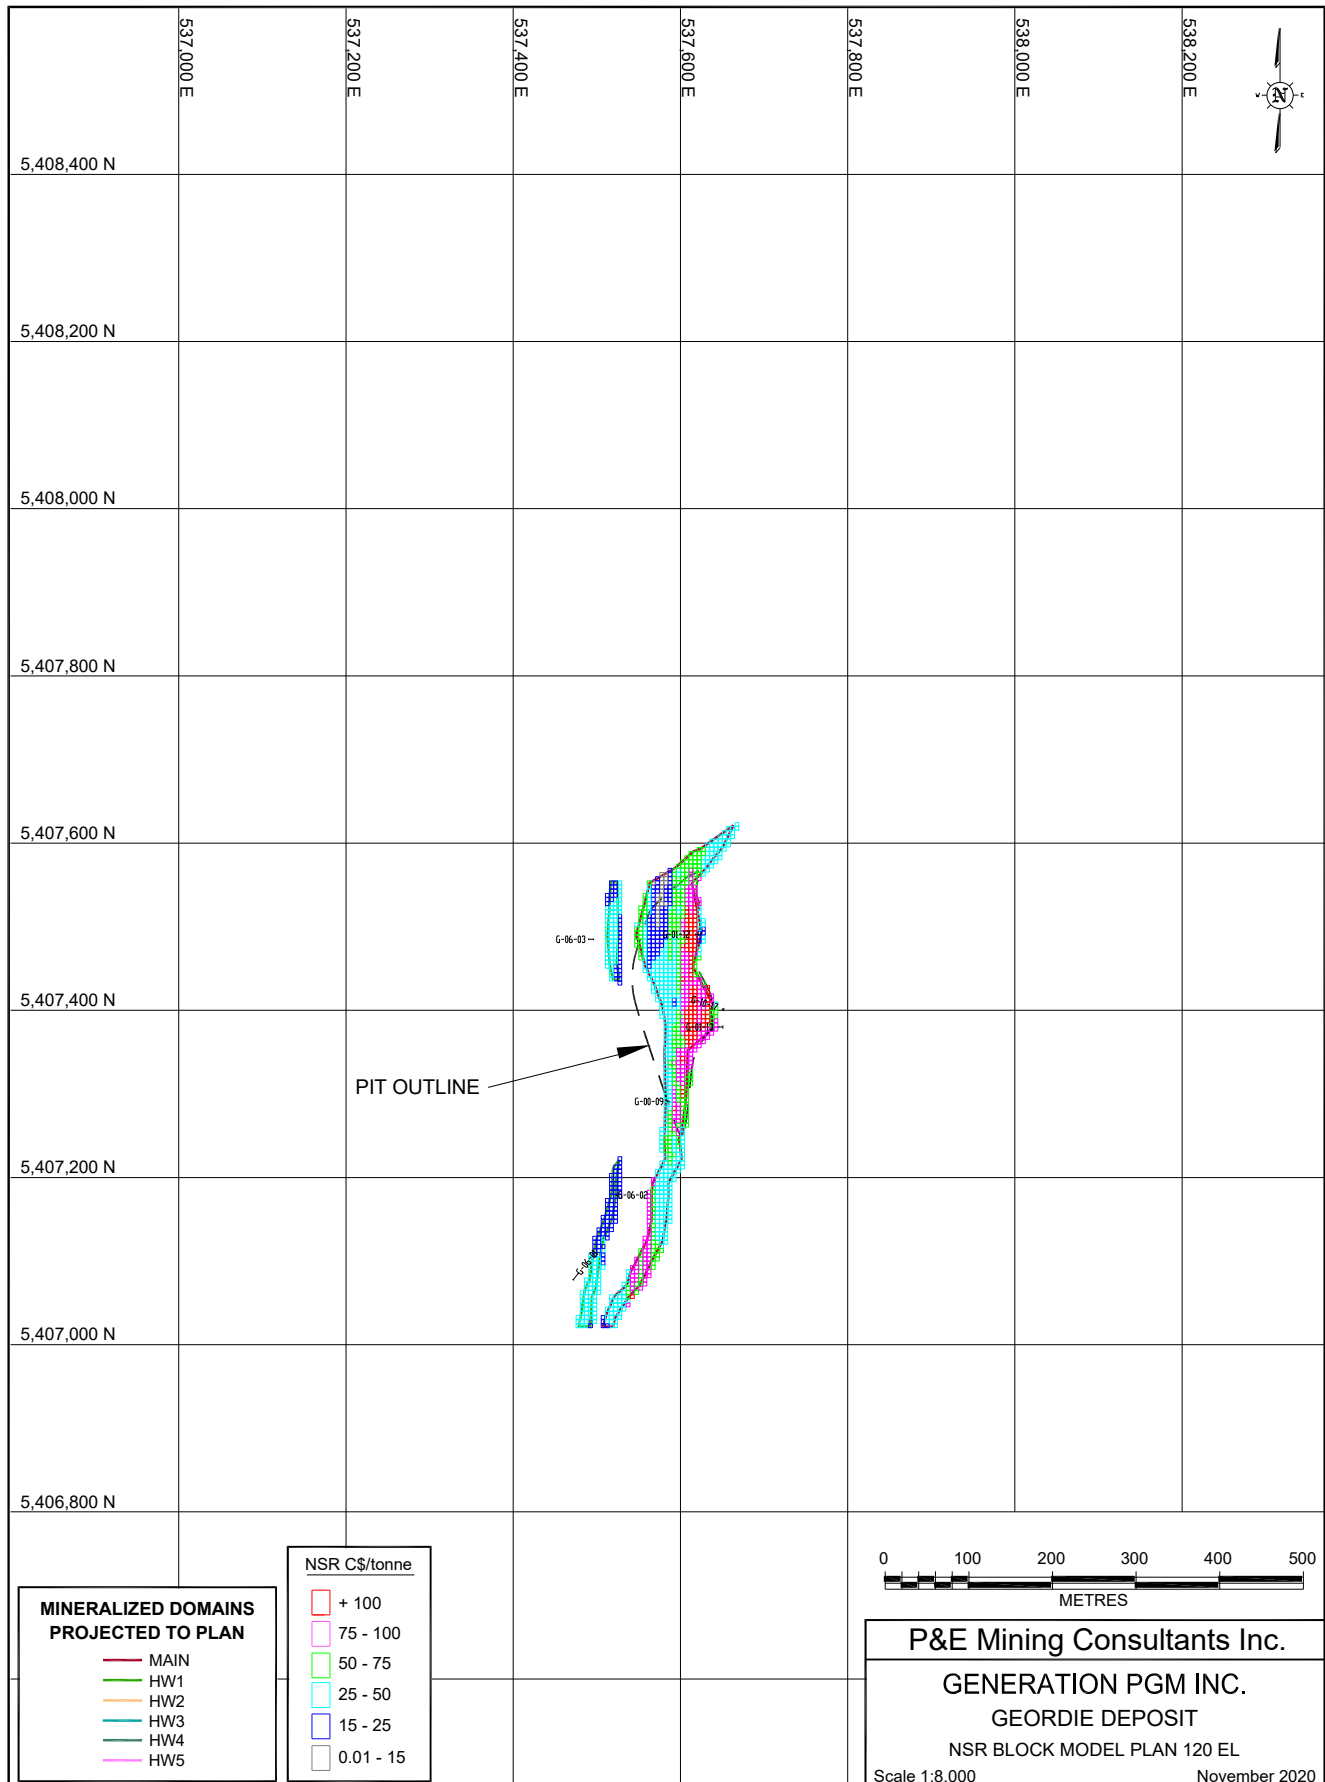 537,000 E
537,200 E
537,400 E
537,600 E
537,800 E
538,000 E
538,200 E
W
N
E
5,408,400 N
5,408,200 N
5,408,000 N
5,407,800 N
5,407,600 N
5,407,400 N
5,407,200 N
5,407,000 N
5,406,800 N
G-06-03
G-01-12
PIT OUTLINE
G-00-09
G-06-02
MINERALIZED DOMAINS
PROJECTED TO PLAN
MAIN
HW1
HW2
HW3
HW4
HW5
NSR C$/tonne
+ 100
75 - 100
50 - 75
25 - 50
15 - 25
0.01 - 15
0 100 200 300 400 500
METRES
P&E Mining Consultants Inc.
GENERATION PGM INC.
GEORDIE DEPOSIT
NSR BLOCK MODEL PLAN 120 EL
Scale 1:8,000 November 2020